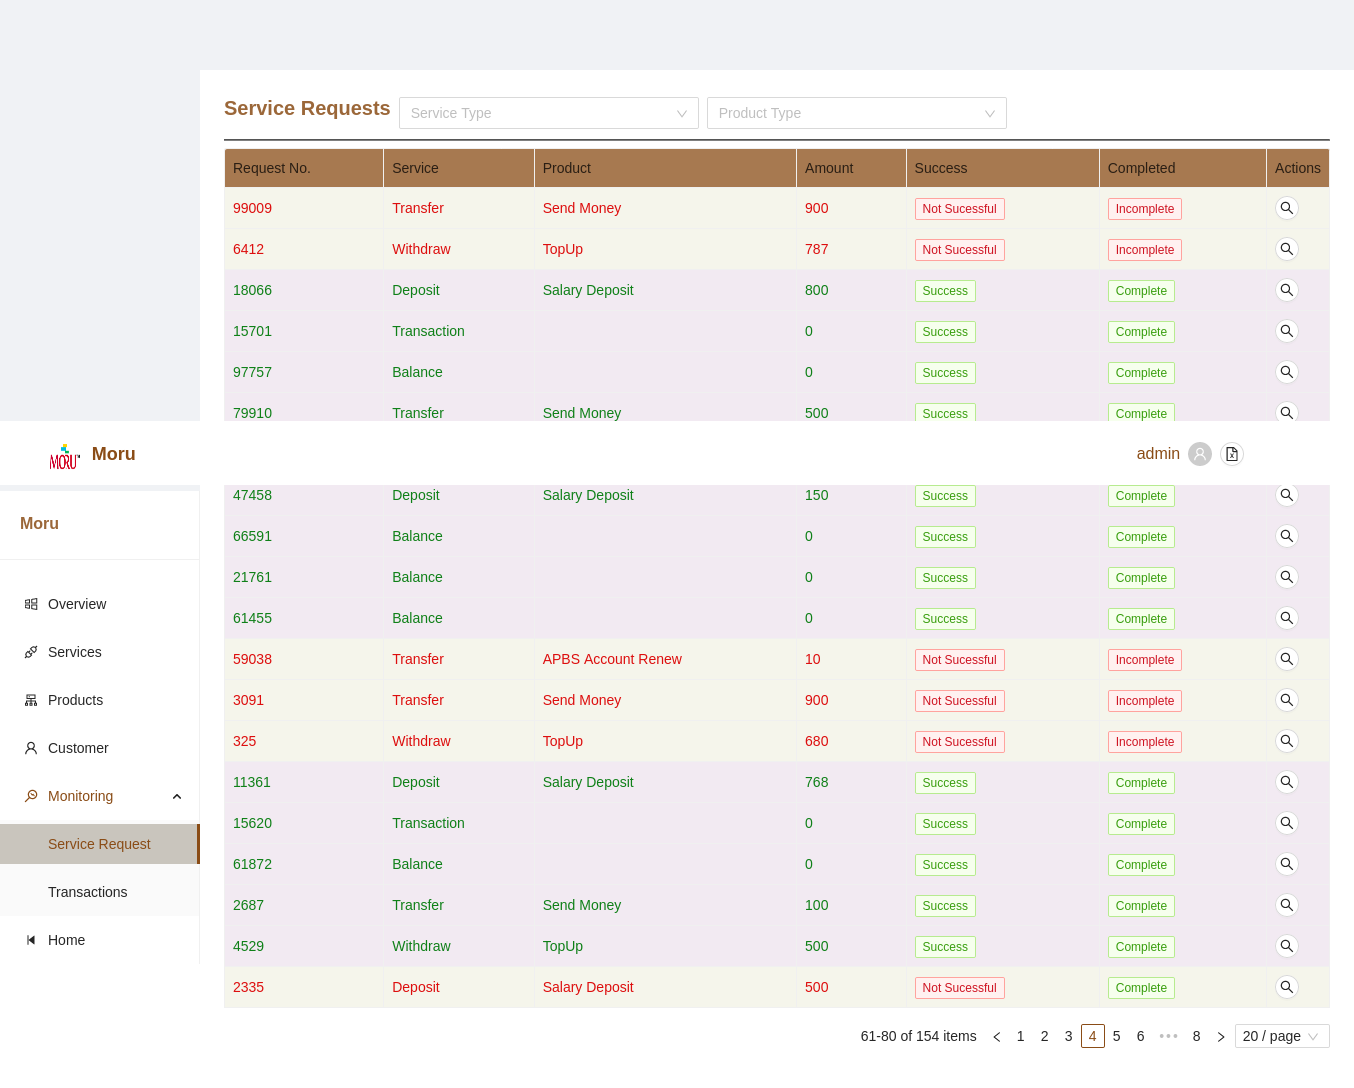 Service Requests Service Type Product Type
Request No. Service Product Amount Success Completed Actions
99009 Transfer Send Money 900 Not Sucessful Incomplete
6412 Withdraw TopUp 787 Not Sucessful Incomplete
18066 Deposit Salary Deposit 800 Success Complete
15701 Transaction 0 Success Complete
97757 Balance 0 Success Complete
79910 Transfer Send Money 500 Success Complete
MORU™ Moru admin
47458 Deposit Salary Deposit 150 Success Complete
66591 Balance 0 Success Complete
21761 Balance 0 Success Complete
61455 Balance 0 Success Complete
59038 Transfer APBS Account Renew 10 Not Sucessful Incomplete
3091 Transfer Send Money 900 Not Sucessful Incomplete
325 Withdraw TopUp 680 Not Sucessful Incomplete
11361 Deposit Salary Deposit 768 Success Complete
15620 Transaction 0 Success Complete
61872 Balance 0 Success Complete
2687 Transfer Send Money 100 Success Complete
4529 Withdraw TopUp 500 Success Complete
2335 Deposit Salary Deposit 500 Not Sucessful Complete
61-80 of 154 items 1 2 3 4 5 6 ••• 8 20 / page
Moru
Overview
Services
Products
Customer
Monitoring
Service Request
Transactions
Home